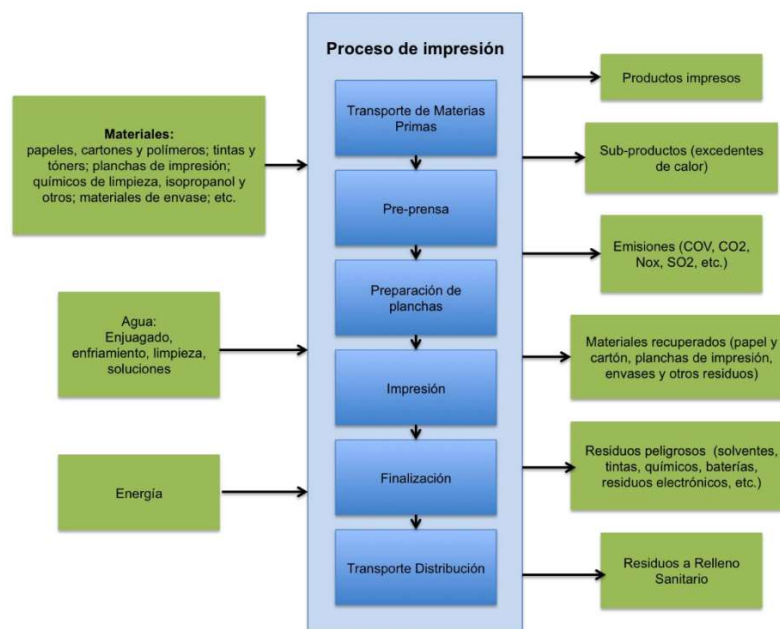 Proceso de impresión
Materiales:
papeles, cartones y polímeros; tintas y
tóners; planchas de impresión;
químicos de limpieza, isopropanol y
otros; materiales de envase; etc.
Agua:
Enjuagado,
enfriamiento, limpieza,
soluciones
Energía
Transporte de Materias
Primas
Pre-prensa
Preparación de
planchas
Impresión
Finalización
Transporte Distribución
Productos impresos
Sub-productos (excedentes
de calor)
Emisiones (COV, CO2,
Nox, SO2, etc.)
Materiales recuperados (papel y
cartón, planchas de impresión,
envases y otros residuos)
Residuos peligrosos (solventes,
tintas, químicos, baterías,
residuos electrónicos, etc.)
Residuos a Relleno
Sanitario